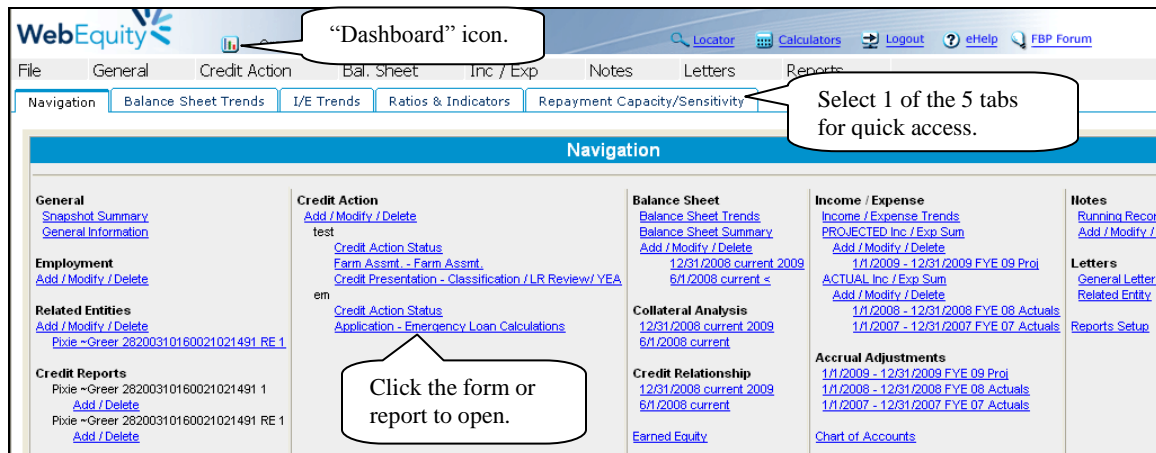 WebEquity
“Dashboard” icon.
Locator Calculators Logout eHelp FBP Forum
File General Credit Action Bal. Sheet Inc / Exp Notes Letters Reports
Navigation Balance Sheet Trends I/E Trends Ratios & Indicators Repayment Capacity/Sensitivity
Select 1 of the 5 tabs
for quick access.
Navigation
General
Snapshot Summary
General Information
Employment
Add / Modify / Delete
Related Entities
Add / Modify / Delete
Pixie ~Greer 28200310160021021491 RE 1
Credit Reports
Pixie ~Greer 28200310160021021491 1
Add / Delete
Pixie ~Greer 28200310160021021491 RE 1
Add / Delete
Credit Action
Add / Modify / Delete
test
Credit Action Status
Farm Assmt. - Farm Assmt.
Credit Presentation - Classification / LR Review/ YEA
em
Credit Action Status
Application - Emergency Loan Calculations
Click the form or
report to open.
Balance Sheet
Balance Sheet Trends
Balance Sheet Summary
Add / Modify / Delete
12/31/2008 current 2009
6/1/2008 current <
Collateral Analysis
12/31/2008 current 2009
6/1/2008 current
Credit Relationship
12/31/2008 current 2009
6/1/2008 current
Earned Equity
Income / Expense
Income / Expense Trends
PROJECTED Inc / Exp Sum
Add / Modify / Delete
1/1/2009 - 12/31/2009 FYE 09 Proj
ACTUAL Inc / Exp Sum
Add / Modify / Delete
1/1/2008 - 12/31/2008 FYE 08 Actuals
1/1/2007 - 12/31/2007 FYE 07 Actuals
Accrual Adjustments
1/1/2009 - 12/31/2009 FYE 09 Proj
1/1/2008 - 12/31/2008 FYE 08 Actuals
1/1/2007 - 12/31/2007 FYE 07 Actuals
Chart of Accounts
Notes
Running Recor
Add / Modify /
Letters
General Letter
Related Entity
Reports Setup